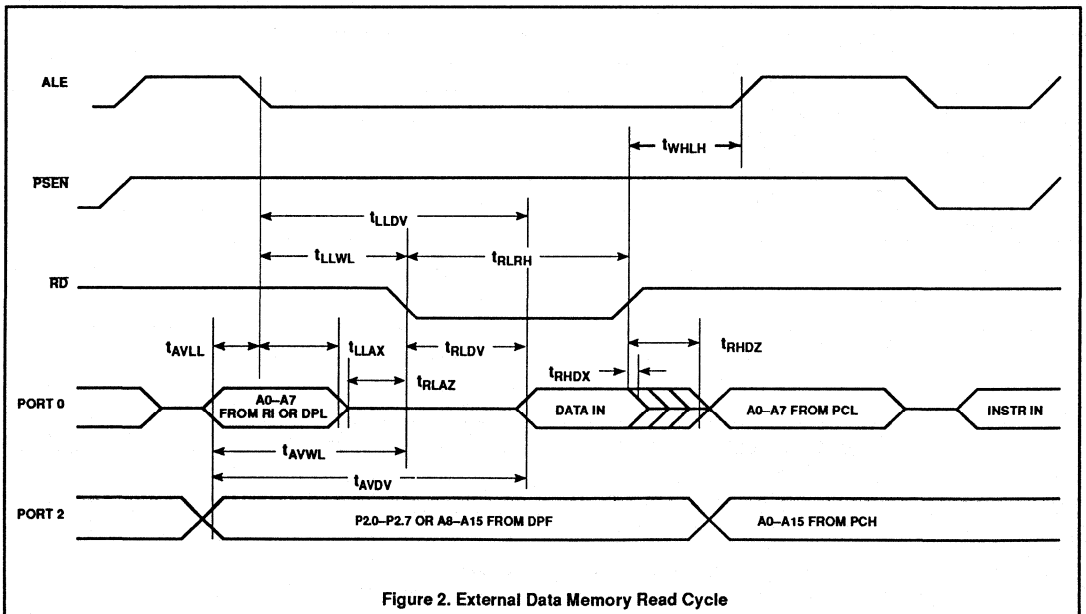 ALE
tWHLH
PSEN
tLLDV
tLLWL
tRLRH
RD
tAVLL
tLLAX
tRLDV
tRHDZ
tRLAZ
tRHDX
PORT 0
A0–A7
FROM RI OR DPL
DATA IN
A0–A7 FROM PCL
INSTR IN
tAVWL
tAVDV
PORT 2
P2.0–P2.7 OR A8–A15 FROM DPF
A0–A15 FROM PCH
Figure 2. External Data Memory Read Cycle